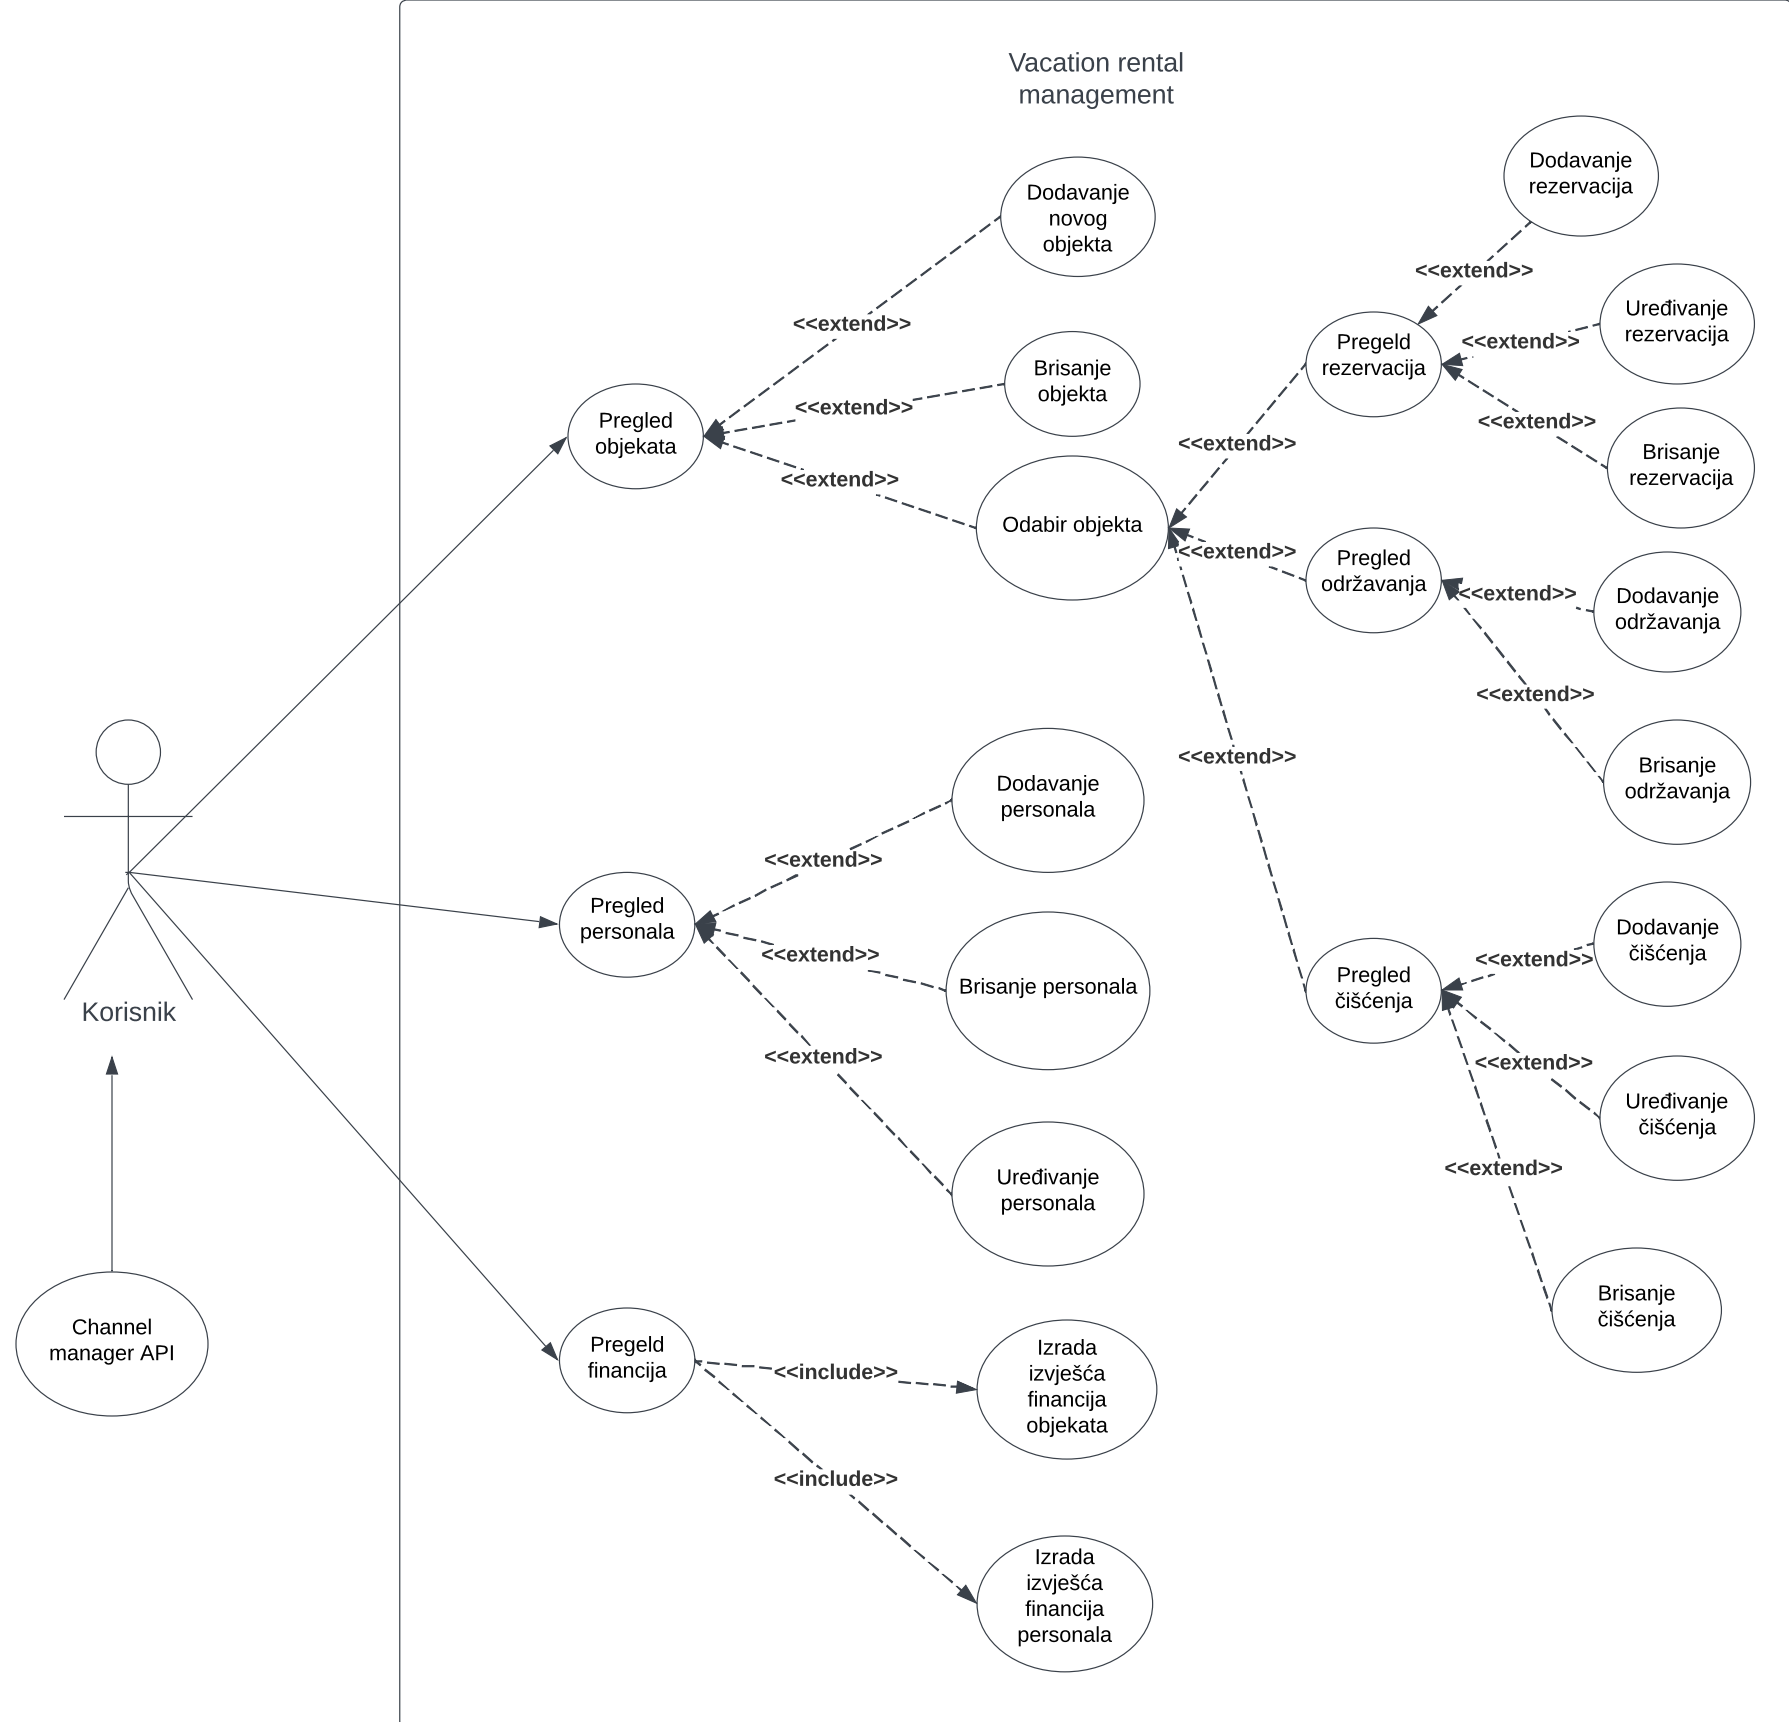 Vacation rental
management
Dodavanje
novog
objekta
<<extend>>
Brisanje
objekta
<<extend>>
Pregled
objekata
<<extend>>
Odabir objekta
Dodavanje
rezervacija
<<extend>>
Uređivanje
rezervacija
<<extend>>
Pregeld
rezervacija
<<extend>>
Brisanje
rezervacija
<<extend>>
<<extend>>
Pregled
održavanja
<<extend>>
Dodavanje
održavanja
<<extend>>
Brisanje
održavanja
<<extend>>
Dodavanje
personala
<<extend>>
Pregled
personala
<<extend>>
Brisanje personala
<<extend>>
Uređivanje
personala
Pregled
čišćenja
<<extend>>
Dodavanje
čišćenja
<<extend>>
Uređivanje
čišćenja
<<extend>>
Brisanje
čišćenja
Korisnik
Channel
manager API
Pregeld
financija
<<include>>
Izrada
izvješća
financija
objekata
<<include>>
Izrada
izvješća
financija
personala